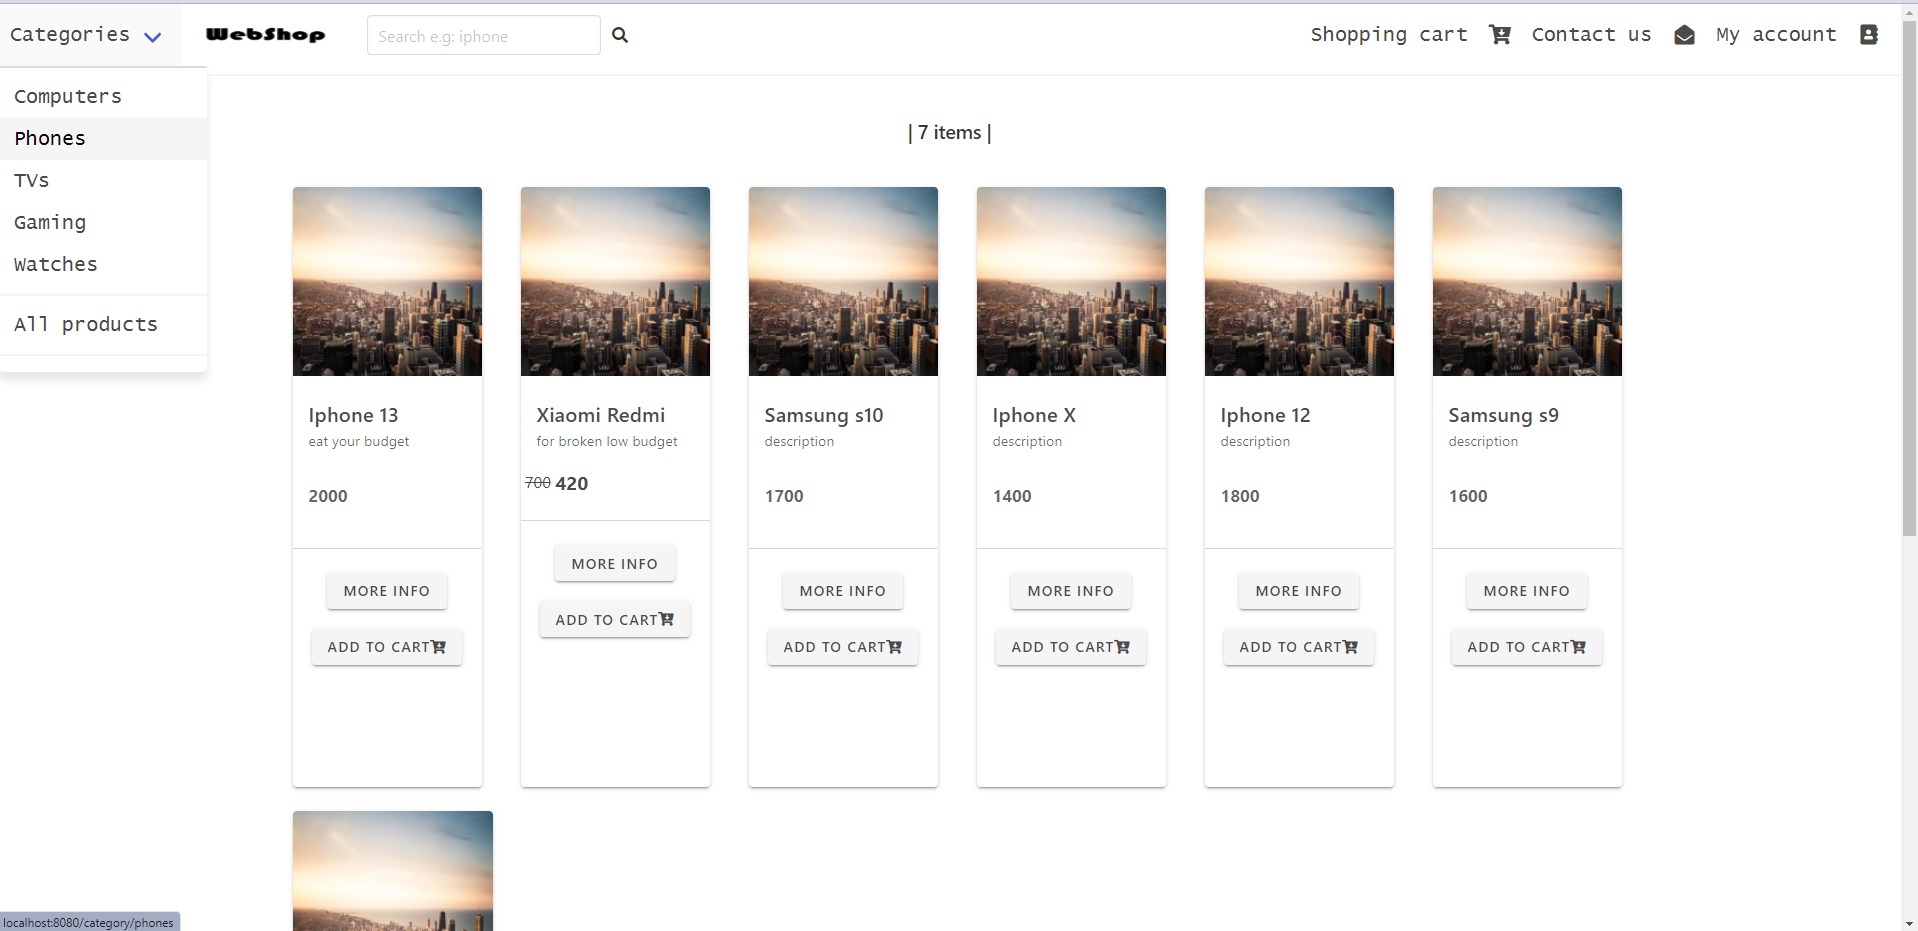 Categories
WebShop
Search e.g: iphone
Shopping cart
Contact us
My account
Computers
Phones
TVs
Gaming
Watches
All products
| 7 items |
Iphone 13
eat your budget
2000
MORE INFO
ADD TO CART
Xiaomi Redmi
for broken low budget
700 420
MORE INFO
ADD TO CART
Samsung s10
description
1700
MORE INFO
ADD TO CART
Iphone X
description
1400
MORE INFO
ADD TO CART
Iphone 12
description
1800
MORE INFO
ADD TO CART
Samsung s9
description
1600
MORE INFO
ADD TO CART
localhost:8080/category/phones